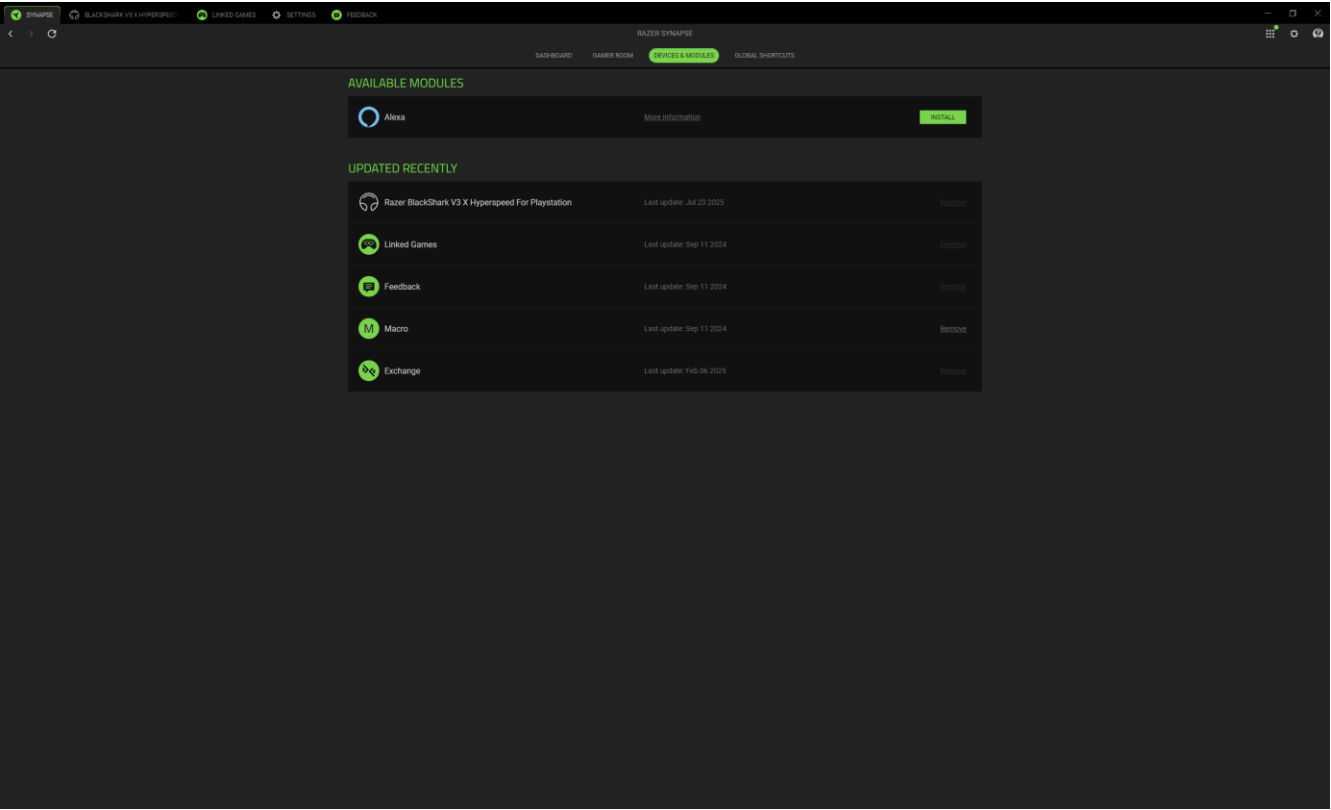 SYNAPSE BLACKSHARK V3 X HYPERSPEED LINKED GAMES SETTINGS FEEDBACK
RAZER SYNAPSE
DASHBOARD GAMER ROOM DEVICES & MODULES GLOBAL SHORTCUTS
AVAILABLE MODULES
Alexa More information INSTALL
UPDATED RECENTLY
Razer BlackShark V3 X Hyperspeed For Playstation Last update: Jul 23 2025 Remove
Linked Games Last update: Sep 11 2024 Remove
Feedback Last update: Sep 11 2024 Remove
M Macro Last update: Sep 11 2024 Remove
Exchange Last update: Feb 06 2025 Remove